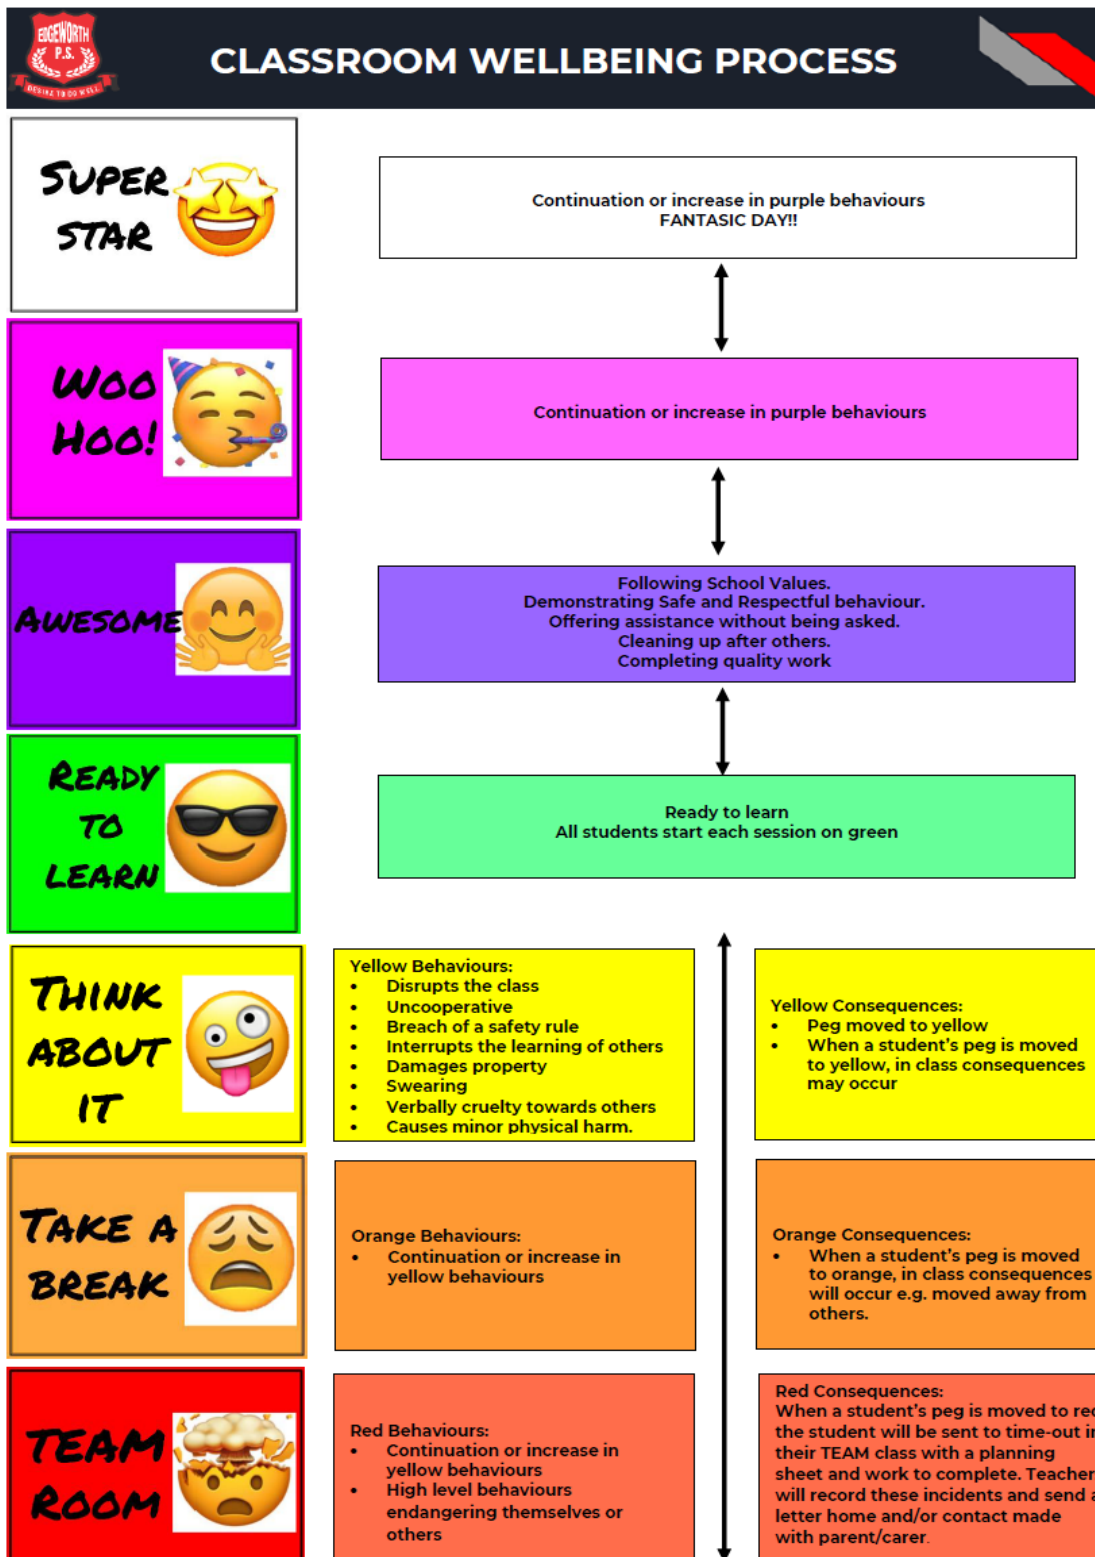 EDGEWORTH
P.S.
DESIRE TO DO WELL
CLASSROOM WELLBEING PROCESS
SUPER
STAR
Continuation or increase in purple behaviours
FANTASIC DAY!!
WOO
HOO!
Continuation or increase in purple behaviours
AWESOME
Following School Values.
Demonstrating Safe and Respectful behaviour.
Offering assistance without being asked.
Cleaning up after others.
Completing quality work
READY
TO
LEARN
Ready to learn
All students start each session on green
THINK
ABOUT
IT
Yellow Behaviours:
• Disrupts the class
• Uncooperative
• Breach of a safety rule
• Interrupts the learning of others
• Damages property
• Swearing
• Verbally cruelty towards others
• Causes minor physical harm.
Yellow Consequences:
• Peg moved to yellow
• When a student's peg is moved
to yellow, in class consequences
may occur
TAKE A
BREAK
Orange Behaviours:
• Continuation or increase in
yellow behaviours
Orange Consequences:
• When a student's peg is moved
to orange, in class consequences
will occur e.g. moved away from
others.
TEAM
ROOM
Red Behaviours:
• Continuation or increase in
yellow behaviours
• High level behaviours
endangering themselves or
others
Red Consequences:
When a student's peg is moved to red
the student will be sent to time-out in
their TEAM class with a planning
sheet and work to complete. Teacher
will record these incidents and send a
letter home and/or contact made
with parent/carer.